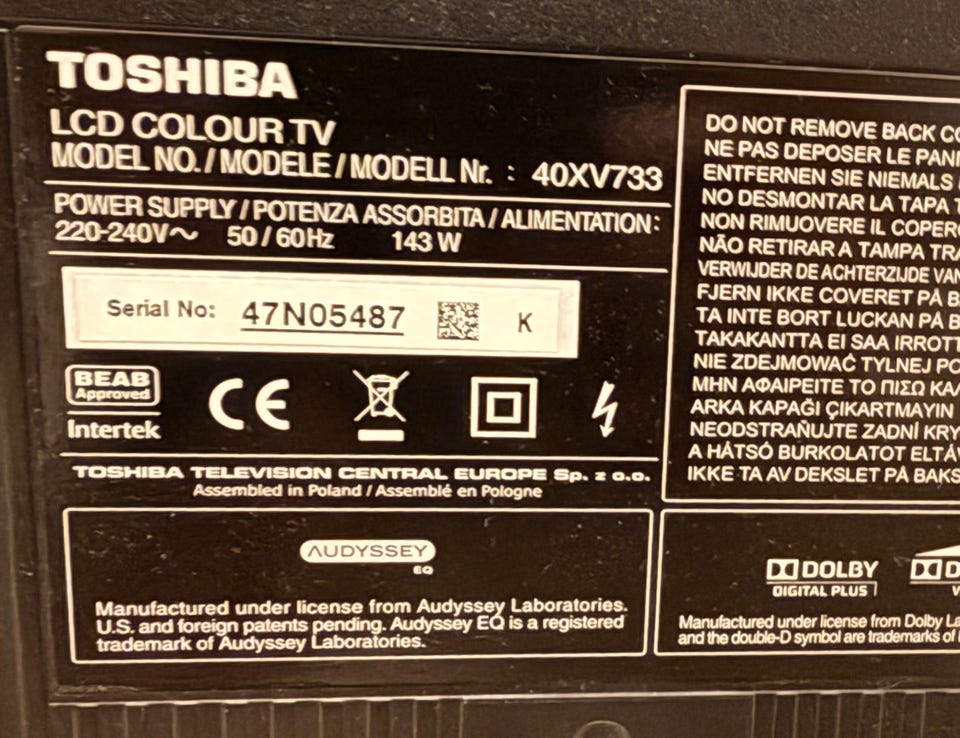 TOSHIBA
LCD COLOUR TV
MODEL NO./MODELE/MODELL Nr. : 40XV733
POWER SUPPLY/POTENZA ASSORBITA/ALIMENTATION:
220-240V~ 50/60Hz 143 W
Serial No: 47N05487 K
BEAB
Approved
Intertek
CE
TOSHIBA TELEVISION CENTRAL EUROPE Sp. z o.o.
Assembled in Poland / Assemblé en Pologne
AUDYSSEY
EQ
Manufactured under license from Audyssey Laboratories.
U.S. and foreign patents pending. Audyssey EQ is a registered
trademark of Audyssey Laboratories.
DO NOT REMOVE BACK
NE PAS DEPOSER LE
ENTFERNEN SIE NIEMALS
NO DESMONTAR LA TAPA
NON RIMUOVERE IL
NÃO RETIRAR A TAMPA
VERWIJDER DE ACHTERZIJDE
FJERN IKKE COVERET PÅ
TA INTE BORT LUCKAN PÅ
TAKAKANTTA EI SAA
NIE ZDEJMOWAĆ TYLNEJ
ΜΗΝ ΑΦΑΙΡΕΙΤΕ ΤΟ ΠΙΣΩ
ARKA KAPAĞI ÇIKARTMAYIN
NEODSTRAŇUJTE ZADNÍ
A HÁTSÓ BURKOLATOT
IKKE TA AV DEKSLET PÅ
DOLBY
DIGITAL PLUS
Manufactured under license from Dolby
and the double-D symbol are trademarks of